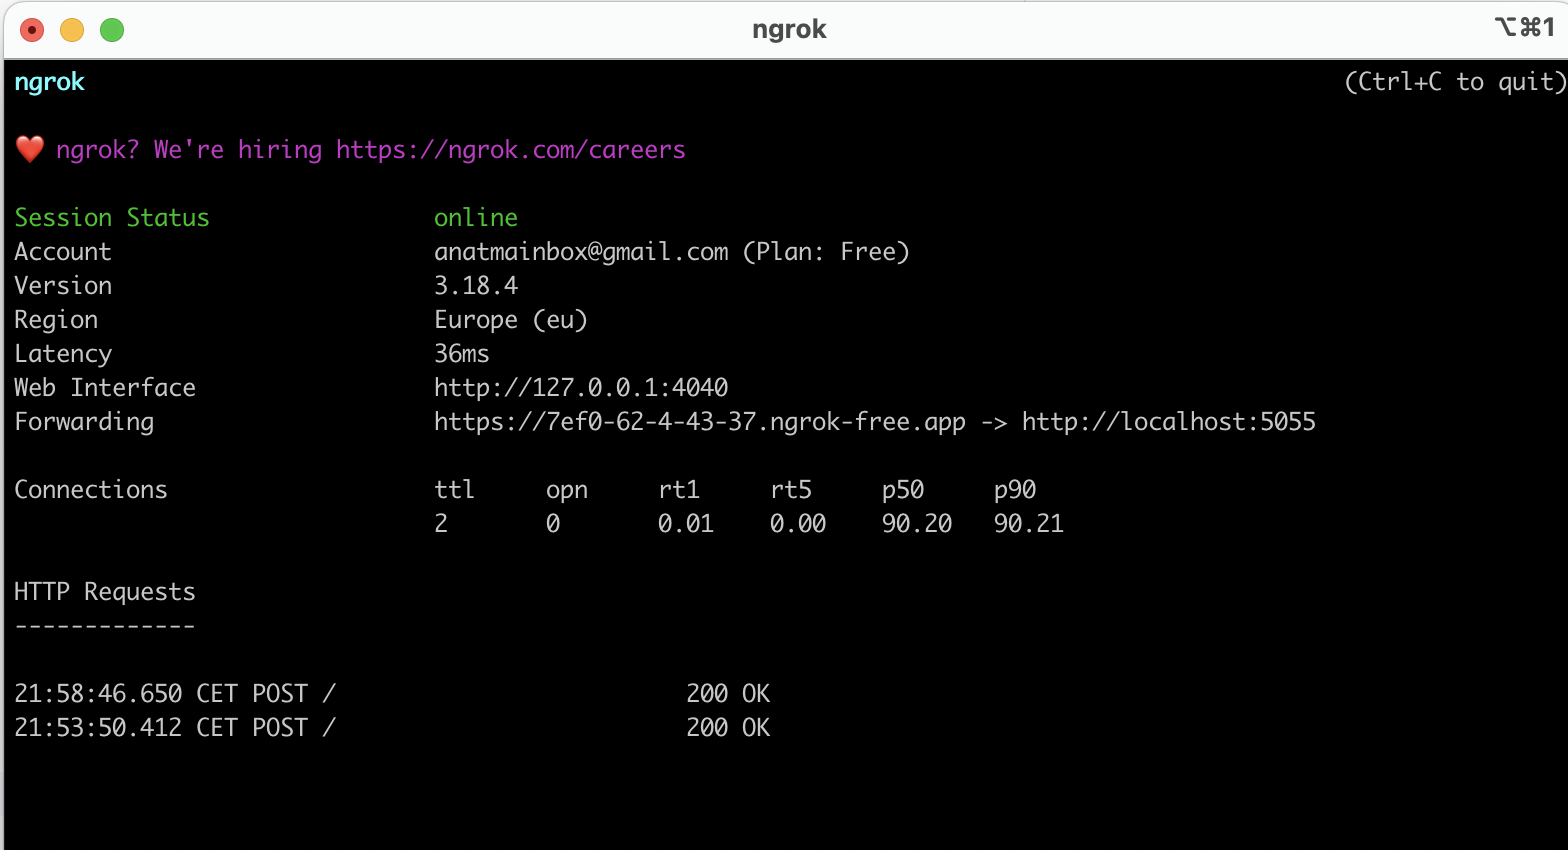 ngrok ⌥⌘1
ngrok (Ctrl+C to quit)
❤️ ngrok? We're hiring https://ngrok.com/careers
Session Status online
Account anatmainbox@gmail.com (Plan: Free)
Version 3.18.4
Region Europe (eu)
Latency 36ms
Web Interface http://127.0.0.1:4040
Forwarding https://7ef0-62-4-43-37.ngrok-free.app -> http://localhost:5055
Connections ttl opn rt1 rt5 p50 p90
2 0 0.01 0.00 90.20 90.21
HTTP Requests
-------------
21:58:46.650 CET POST / 200 OK
21:53:50.412 CET POST / 200 OK